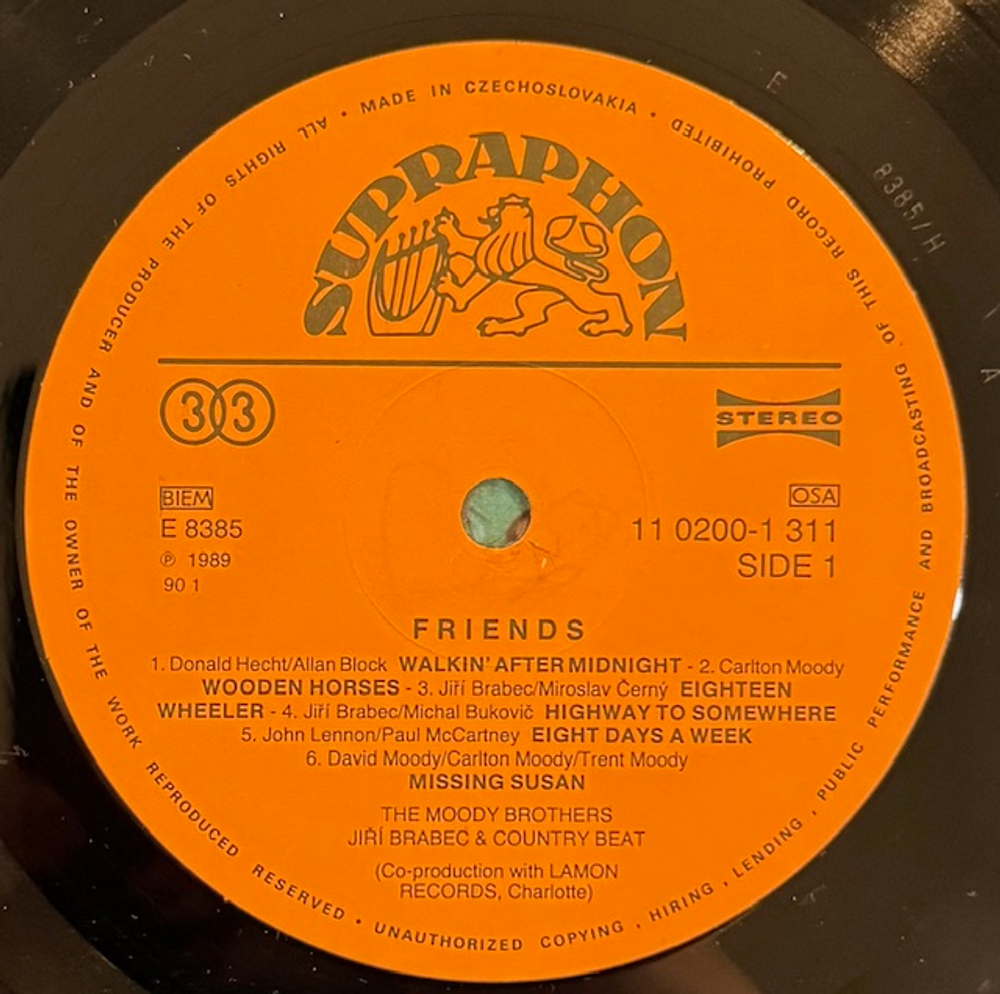 • MADE IN CZECHOSLOVAKIA •
ALL RIGHTS OF THE PRODUCER AND OF THE OWNER OF THE WORK REPRODUCED RESERVED • UNAUTHORIZED COPYING , HIRING , LENDING , PUBLIC PERFORMANCE AND BROADCASTING . OF THIS RECORD PROHIBITED
SUPRAPHON
33
STEREO
BIEM
OSA
E 8385
11 0200-1 311
℗ 1989
SIDE 1
90 1
FRIENDS
1. Donald Hecht/Allan Block WALKIN' AFTER MIDNIGHT - 2. Carlton Moody
WOODEN HORSES - 3. Jiří Brabec/Miroslav Černý EIGHTEEN
WHEELER - 4. Jiří Brabec/Michal Bukovič HIGHWAY TO SOMEWHERE
5. John Lennon/Paul McCartney EIGHT DAYS A WEEK
6. David Moody/Carlton Moody/Trent Moody
MISSING SUSAN
THE MOODY BROTHERS
JIŘÍ BRABEC & COUNTRY BEAT
(Co-production with LAMON
RECORDS, Charlotte)
E
8385/H
A